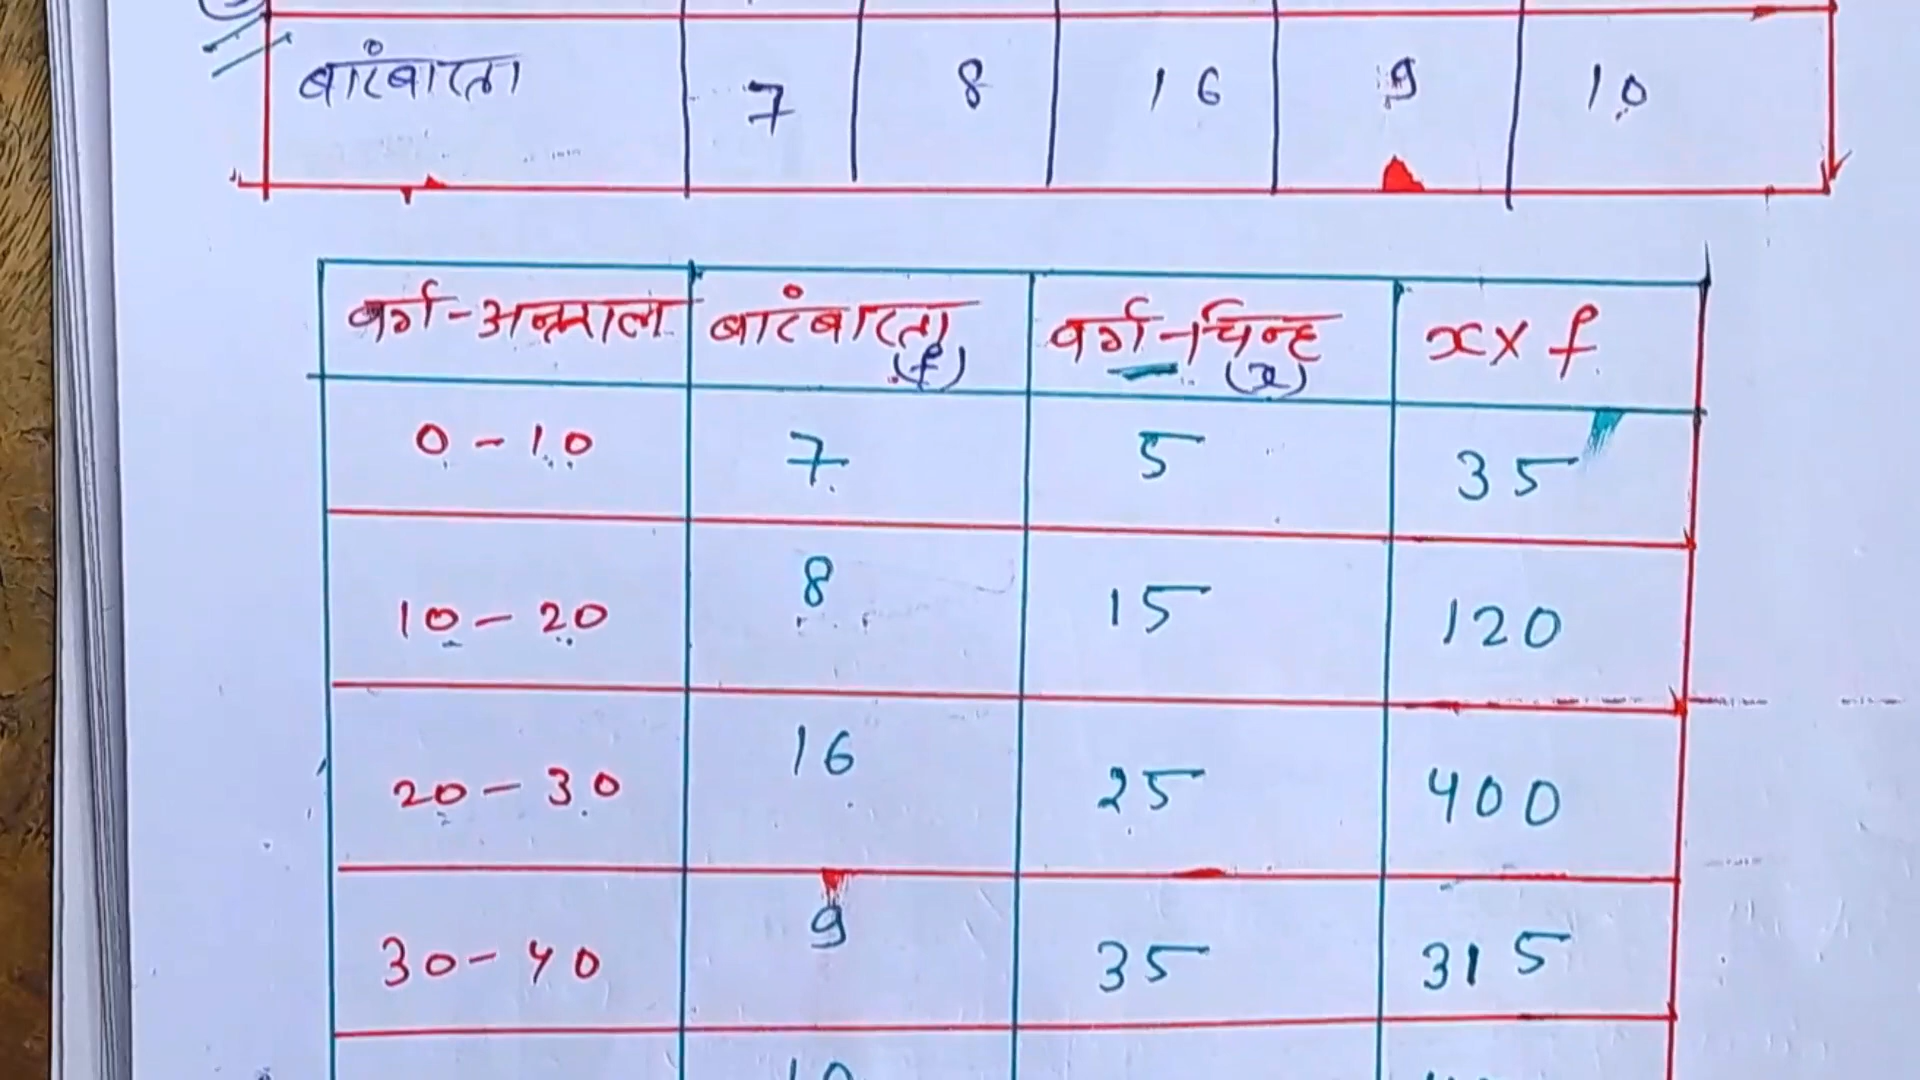 बारंबारता 7 8 16 9 10
वर्ग-अन्तराल बारंबारता (f) वर्ग-चिन्ह (x) x×f
0-10 7 5 35
10-20 8 15 120
20-30 16 25 400
30-40 9 35 315
10